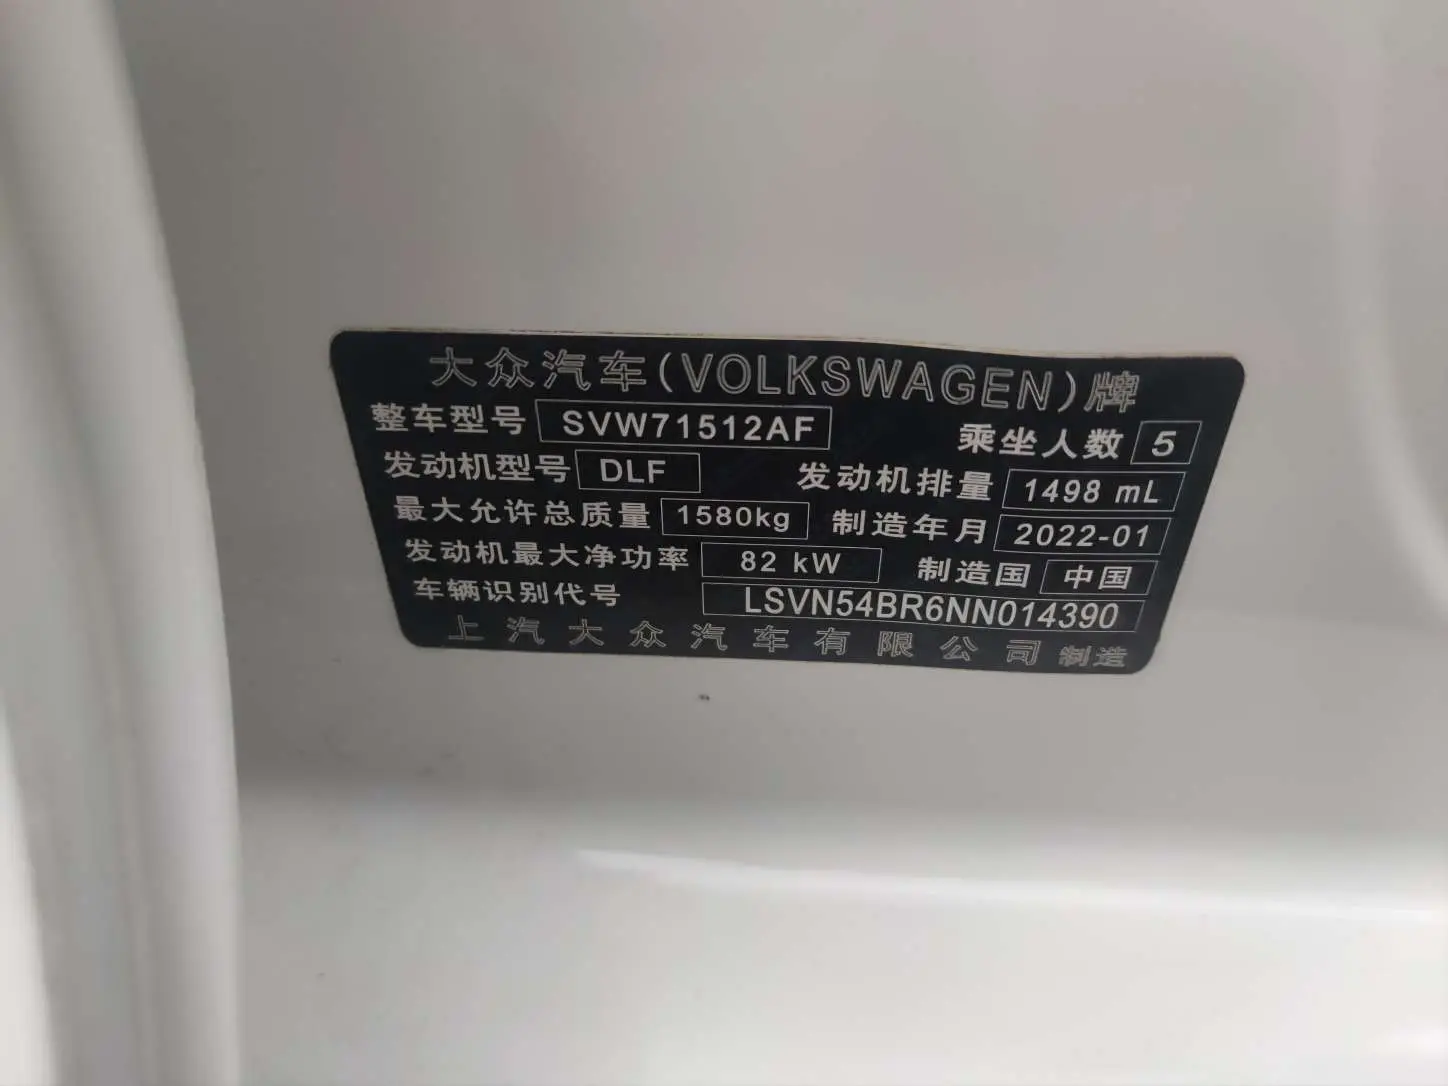 大众汽车(VOLKSWAGEN)牌
整车型号 SVW71512AF 乘坐人数 5
发动机型号 DLF 发动机排量 1498 mL
最大允许总质量 1580kg 制造年月 2022-01
发动机最大净功率 82 kW 制造国 中国
车辆识别代号 LSVN54BR6NN014390
上汽大众汽车有限公司 制造